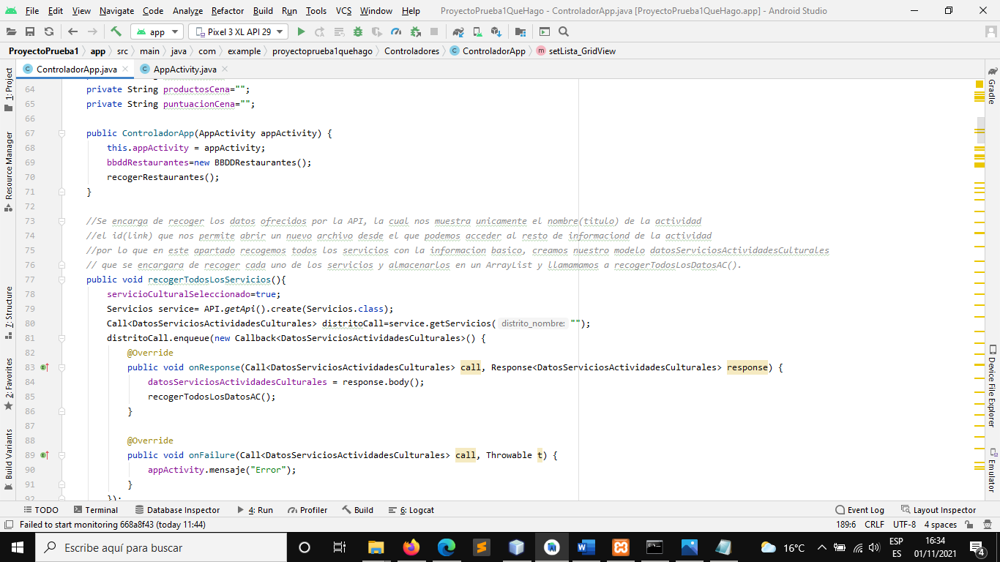 File Edit View Navigate Code Analyze Refactor Build Run Tools VCS Window Help ProyectoPrueba1QueHago - ControladorApp.java [ProyectoPrueba1QueHago.app] - Android Studio
app Pixel 3 XL API 29
ProyectoPrueba1 app src main java com example proyectoprueba1quehago Controladores ControladorApp setLista_GridView
ControladorApp.java AppActivity.java
1: Project
Resource Manager
7: Structure
2: Favorites
Build Variants
64 private String productosCena="";
65 private String puntuacionCena="";
66
67 public ControladorApp(AppActivity appActivity) {
68 this.appActivity = appActivity;
69 bbddRestaurantes=new BBDDRestaurantes();
70 recogerRestaurantes();
71 }
72
73 //Se encarga de recoger los datos ofrecidos por la API, la cual nos muestra unicamente el nombre(titulo) de la actividad
74 //el id(link) que nos permite abrir un nuevo archivo desde el que podemos acceder al resto de informaciond de la actividad
75 //por lo que en este apartado recogemos todos los servicios con la informacion basico, creamos nuestro modelo datosServiciosActividadesCulturales
76 // que se encargara de recoger cada uno de los servicios y almacenarlos en un ArrayList y llamamamos a recogerTodosLosDatosAC().
77 public void recogerTodosLosServicios(){
78 servicioCulturalSeleccionado=true;
79 Servicios service= API.getApi().create(Servicios.class);
80 Call<DatosServiciosActividadesCulturales> distritoCall=service.getServicios( distrito_nombre: "");
81 distritoCall.enqueue(new Callback<DatosServiciosActividadesCulturales>() {
82 @Override
83 public void onResponse(Call<DatosServiciosActividadesCulturales> call, Response<DatosServiciosActividadesCulturales> response) {
84 datosServiciosActividadesCulturales = response.body();
85 recogerTodosLosDatosAC();
86 }
87
88 @Override
89 public void onFailure(Call<DatosServiciosActividadesCulturales> call, Throwable t) {
90 appActivity.mensaje("Error");
91 }
92 });
Gradle
Device File Explorer
Emulator
TODO Terminal Database Inspector 4: Run Profiler Build 6: Logcat Event Log Layout Inspector
Failed to start monitoring 668a8f43 (today 11:44) 189:6 CRLF UTF-8 4 spaces
Escribe aquí para buscar 16°C ESP 16:34
ES 01/11/2021 4